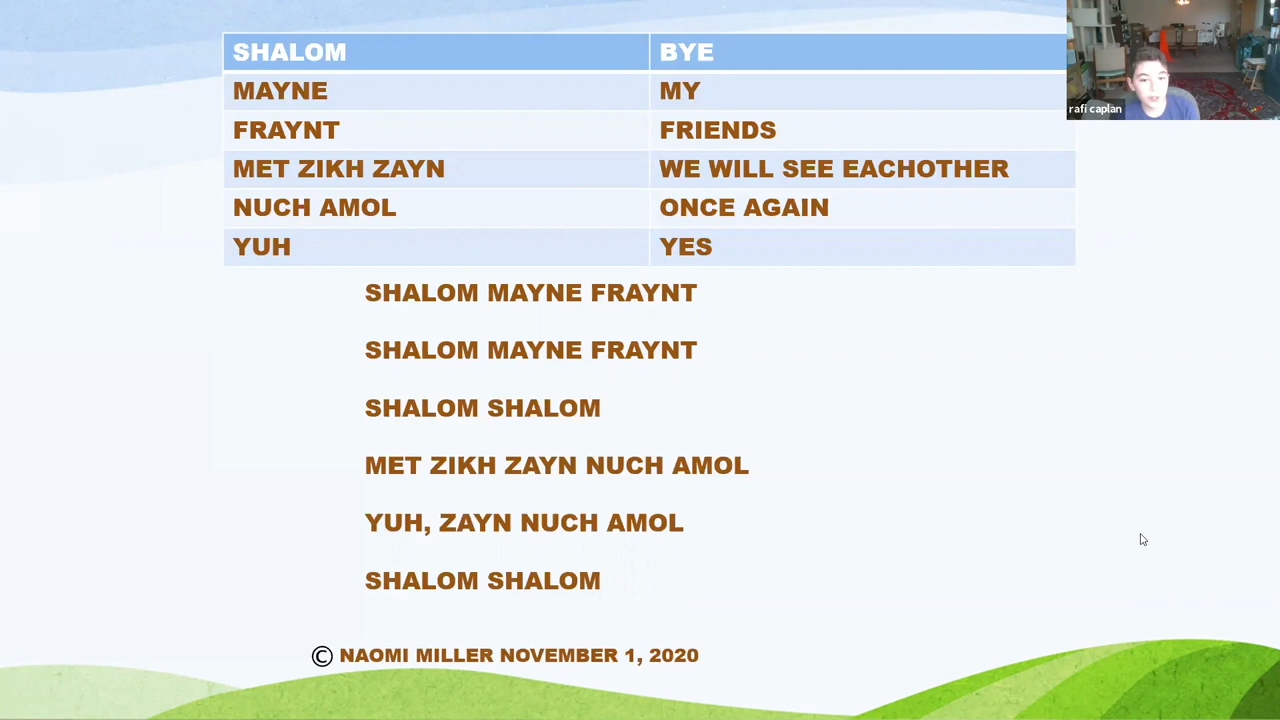 SHALOM BYE
MAYNE MY
FRAYNT FRIENDS
MET ZIKH ZAYN WE WILL SEE EACHOTHER
NUCH AMOL ONCE AGAIN
YUH YES
rafi caplan
SHALOM MAYNE FRAYNT
SHALOM MAYNE FRAYNT
SHALOM SHALOM
MET ZIKH ZAYN NUCH AMOL
YUH, ZAYN NUCH AMOL
SHALOM SHALOM
© NAOMI MILLER NOVEMBER 1, 2020